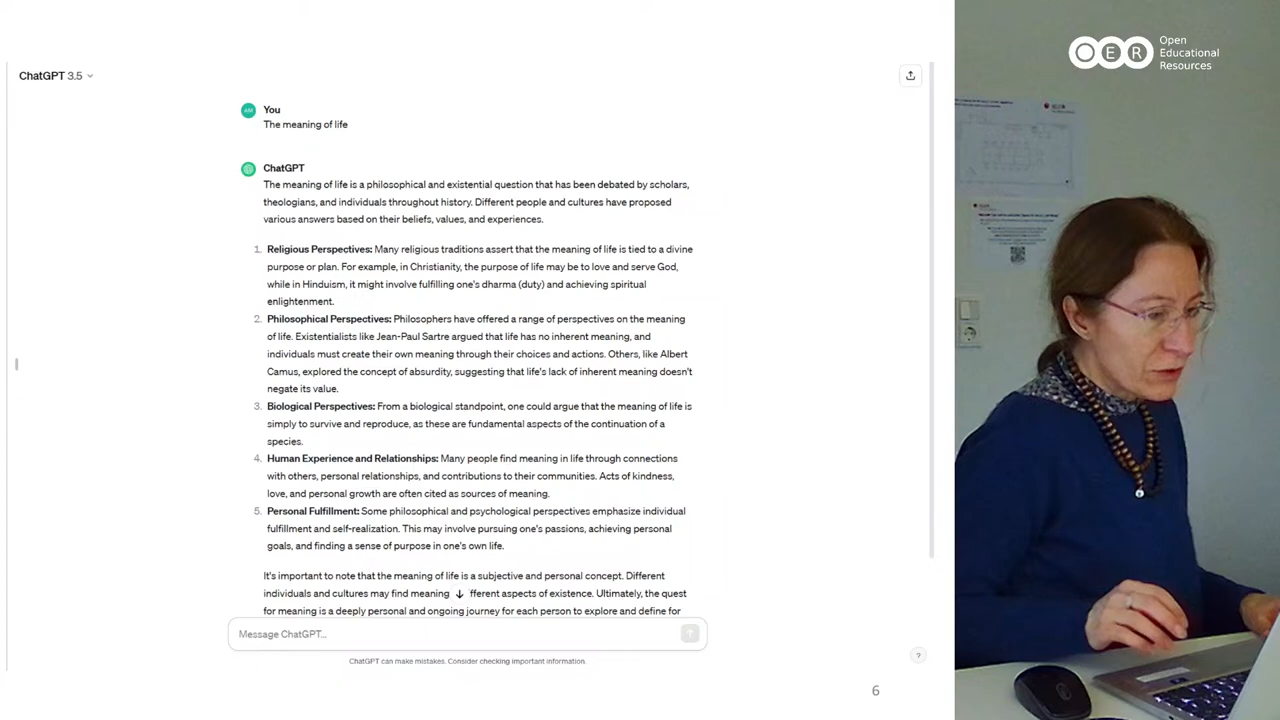 ChatGPT 3.5
AM
You
The meaning of life
ChatGPT
The meaning of life is a philosophical and existential question that has been debated by scholars,
theologians, and individuals throughout history. Different people and cultures have proposed
various answers based on their beliefs, values, and experiences.
1. Religious Perspectives: Many religious traditions assert that the meaning of life is tied to a divine
purpose or plan. For example, in Christianity, the purpose of life may be to love and serve God,
while in Hinduism, it might involve fulfilling one's dharma (duty) and achieving spiritual
enlightenment.
2. Philosophical Perspectives: Philosophers have offered a range of perspectives on the meaning
of life. Existentialists like Jean-Paul Sartre argued that life has no inherent meaning, and
individuals must create their own meaning through their choices and actions. Others, like Albert
Camus, explored the concept of absurdity, suggesting that life's lack of inherent meaning doesn't
negate its value.
3. Biological Perspectives: From a biological standpoint, one could argue that the meaning of life is
simply to survive and reproduce, as these are fundamental aspects of the continuation of a
species.
4. Human Experience and Relationships: Many people find meaning in life through connections
with others, personal relationships, and contributions to their communities. Acts of kindness,
love, and personal growth are often cited as sources of meaning.
5. Personal Fulfillment: Some philosophical and psychological perspectives emphasize individual
fulfillment and self-realization. This may involve pursuing one's passions, achieving personal
goals, and finding a sense of purpose in one's own life.
It's important to note that the meaning of life is a subjective and personal concept. Different
individuals and cultures may find meaning fferent aspects of existence. Ultimately, the quest
for meaning is a deeply personal and ongoing journey for each person to explore and define for
Message ChatGPT...
ChatGPT can make mistakes. Consider checking important information.
?
6
OER
Open
Educational
Resources